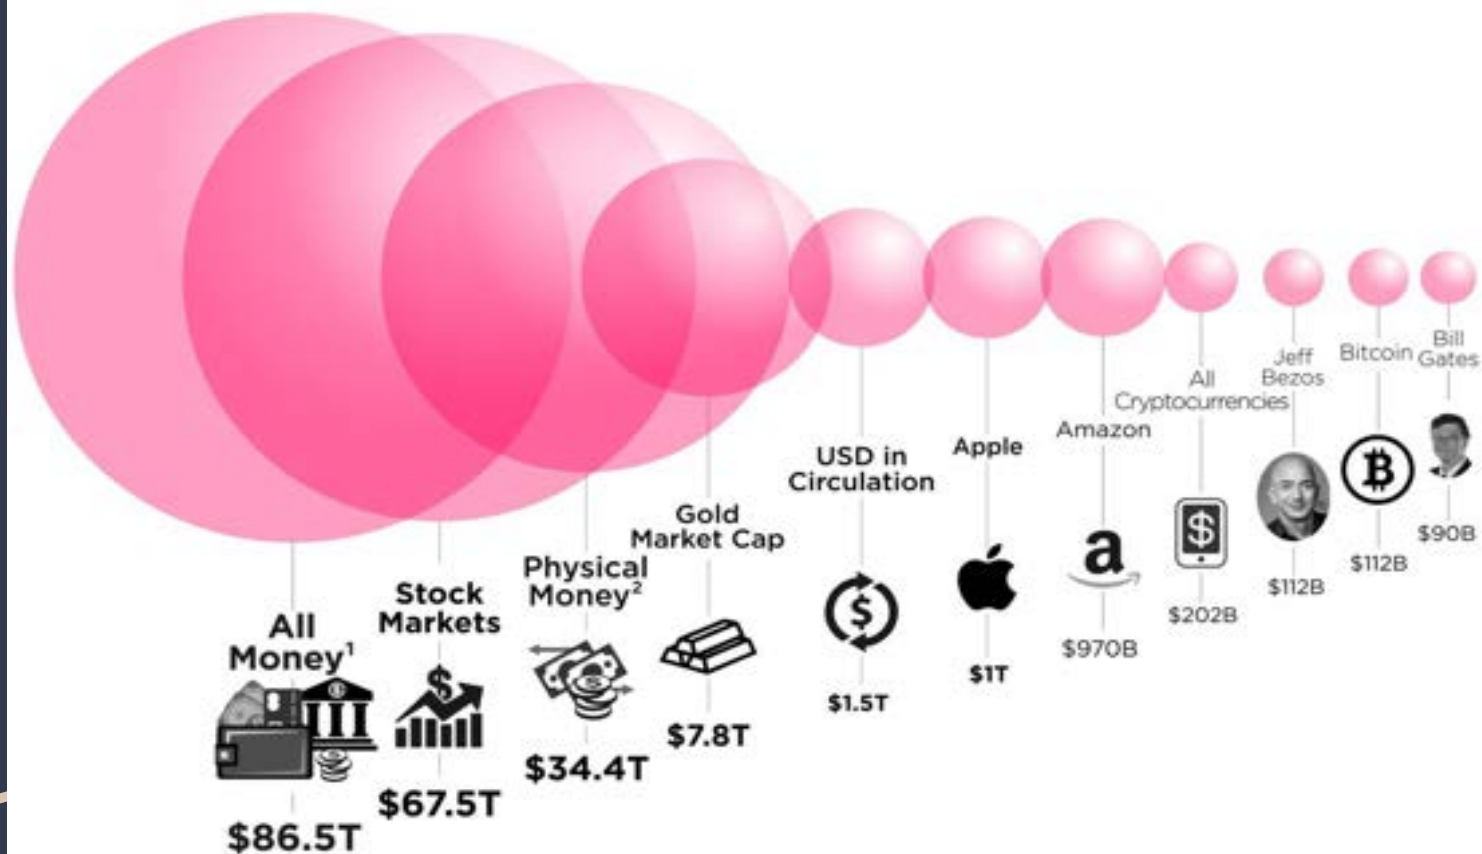 All
Money¹
$86.5T
Stock
Markets
$67.5T
Physical
Money²
$34.4T
Gold
Market Cap
$7.8T
USD in
Circulation
$1.5T
Apple
$1T
Amazon
a
$970B
All
Cryptocurrencies
$
$202B
Jeff
Bezos
$112B
Bitcoin
$112B
Bill
Gates
$90B